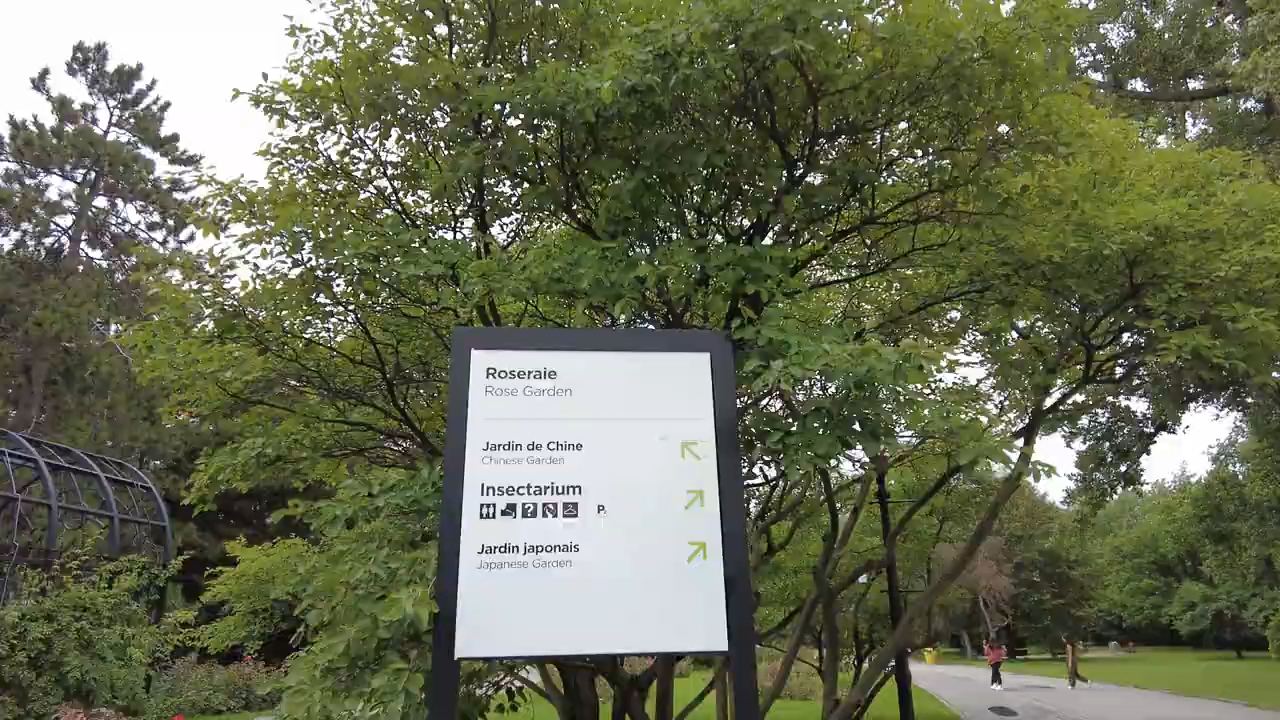 Roseraie
Rose Garden
Jardin de Chine
Chinese Garden
Insectarium
? P
Jardin japonais
Japanese Garden